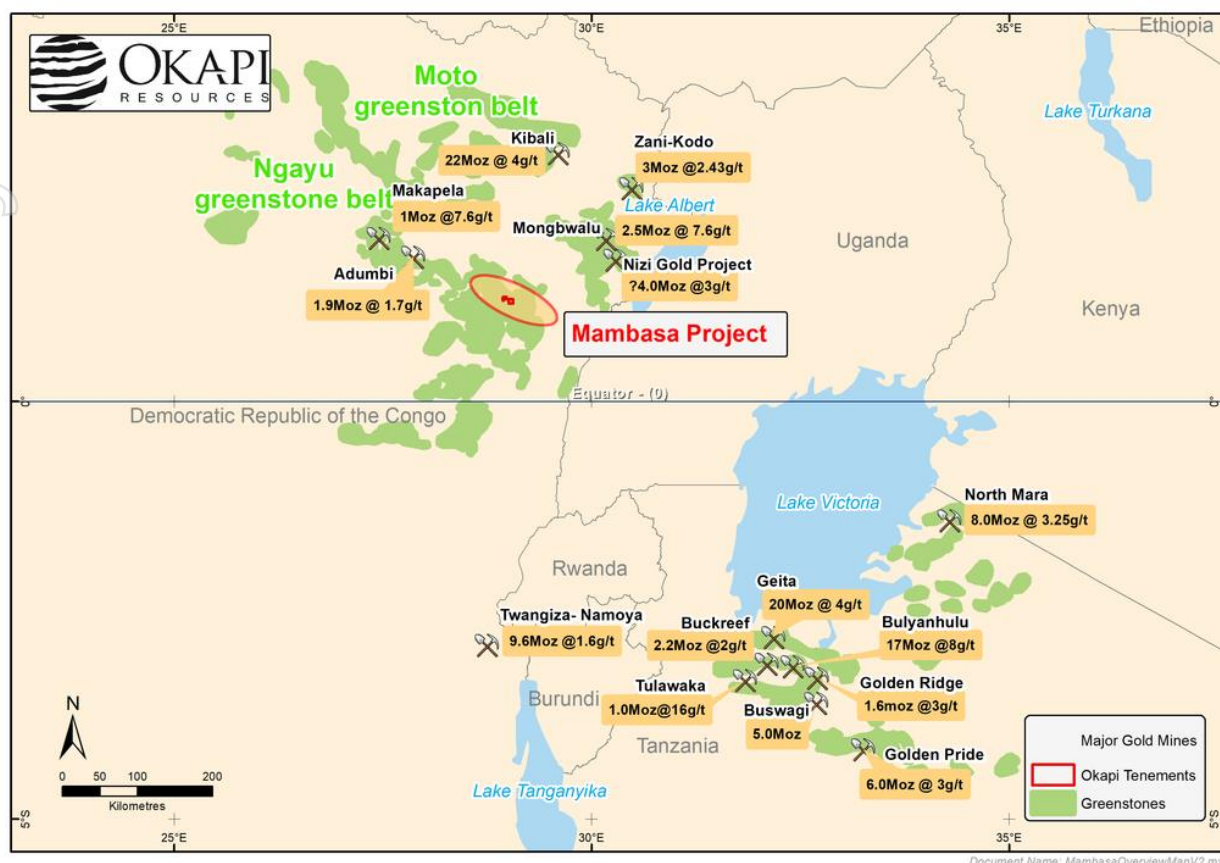 25°E
30°E
35°E
Ethiopia
OKAPI
RESOURCES
Moto
greenston belt
Lake Turkana
Kibali
22Moz @ 4g/t
Zani-Kodo
3Moz @2.43g/t
Ngayu
greenstone belt
Makapela
1Moz @7.6g/t
Lake Albert
Mongbwalu
2.5Moz @ 7.6g/t
Uganda
Nizi Gold Project
?4.0Moz @3g/t
Adumbi
1.9Moz @ 1.7g/t
Kenya
Mambasa Project
Equator - (0)
Democratic Republic of the Congo
Lake Victoria
North Mara
8.0Moz @ 3.25g/t
Rwanda
Geita
20Moz @ 4g/t
Twangiza- Namoya
9.6Moz @1.6g/t
Buckreef
2.2Moz @2g/t
Bulyanhulu
17Moz @8g/t
Tulawaka
1.0Moz@16g/t
Golden Ridge
1.6moz @3g/t
Burundi
Buswagi
5.0Moz
Tanzania
Golden Pride
6.0Moz @ 3g/t
N
0 50 100 200
Kilometres
Lake Tanganyika
Major Gold Mines
Okapi Tenements
Greenstones
5°S
5°S
25°E
30°E
35°E